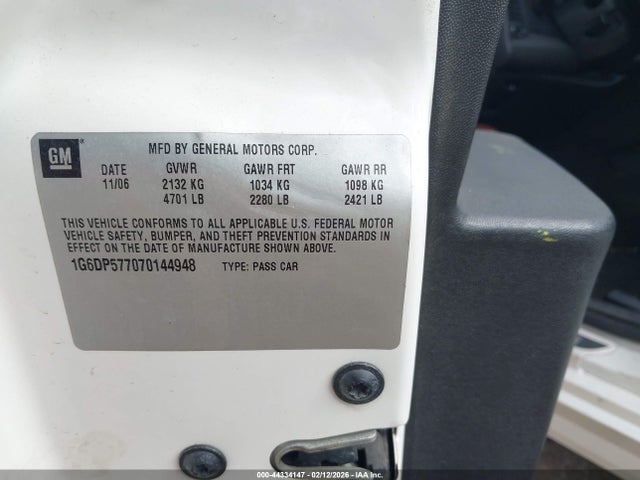 GM
MFD BY GENERAL MOTORS CORP.
DATE GVWR GAWR FRT GAWR RR
11/06 2132 KG 1034 KG 1098 KG
4701 LB 2280 LB 2421 LB
THIS VEHICLE CONFORMS TO ALL APPLICABLE U.S. FEDERAL MOTOR
VEHICLE SAFETY, BUMPER, AND THEFT PREVENTION STANDARDS IN
EFFECT ON THE DATE OF MANUFACTURE SHOWN ABOVE.
1G6DP577070144948 TYPE: PASS CAR
000-44334147 - 02/12/2026 - IAAI.COM